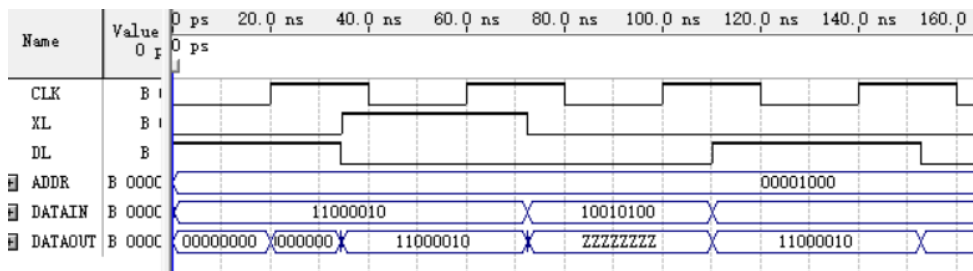 Name Value 0 p
0 ps 20.0 ns 40.0 ns 60.0 ns 80.0 ns 100.0 ns 120.0 ns 140.0 ns 160.0
0 ps
CLK B
XL B
DL B
ADDR B 0000 00001000
DATAIN B 0000 11000010 10010100
DATAOUT B 0000 00000000 000000 11000010 ZZZZZZZZ 11000010